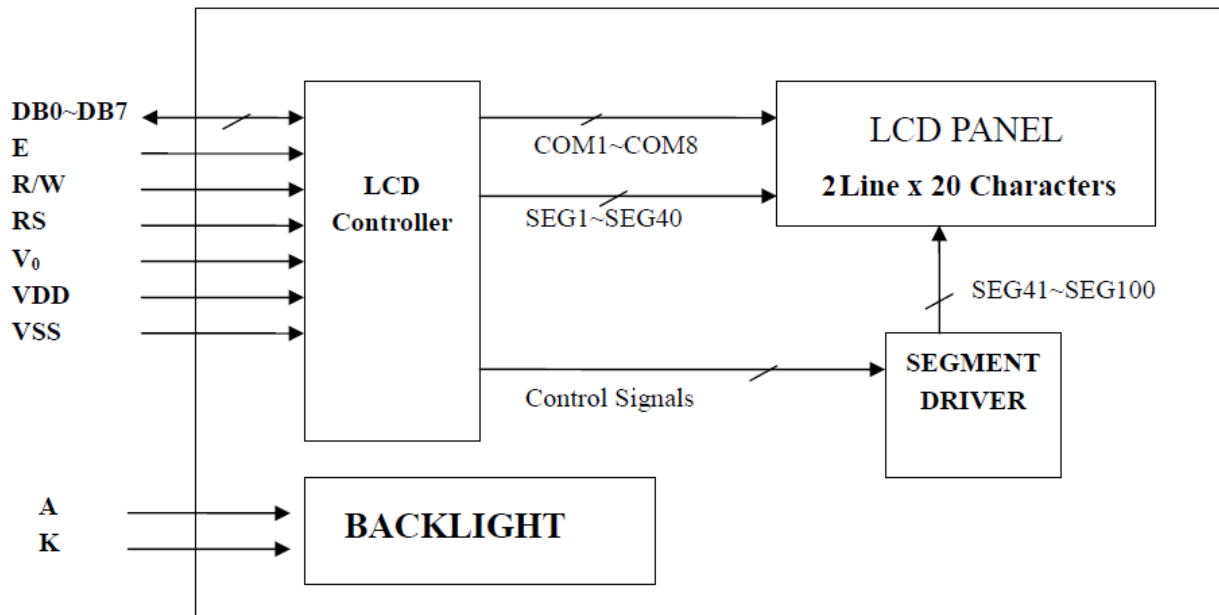 DB0~DB7
E
R/W
RS
V₀
VDD
VSS
LCD
Controller
COM1~COM8
SEG1~SEG40
Control Signals
LCD PANEL
2Line x 20 Characters
SEG41~SEG100
SEGMENT
DRIVER
A
K
BACKLIGHT